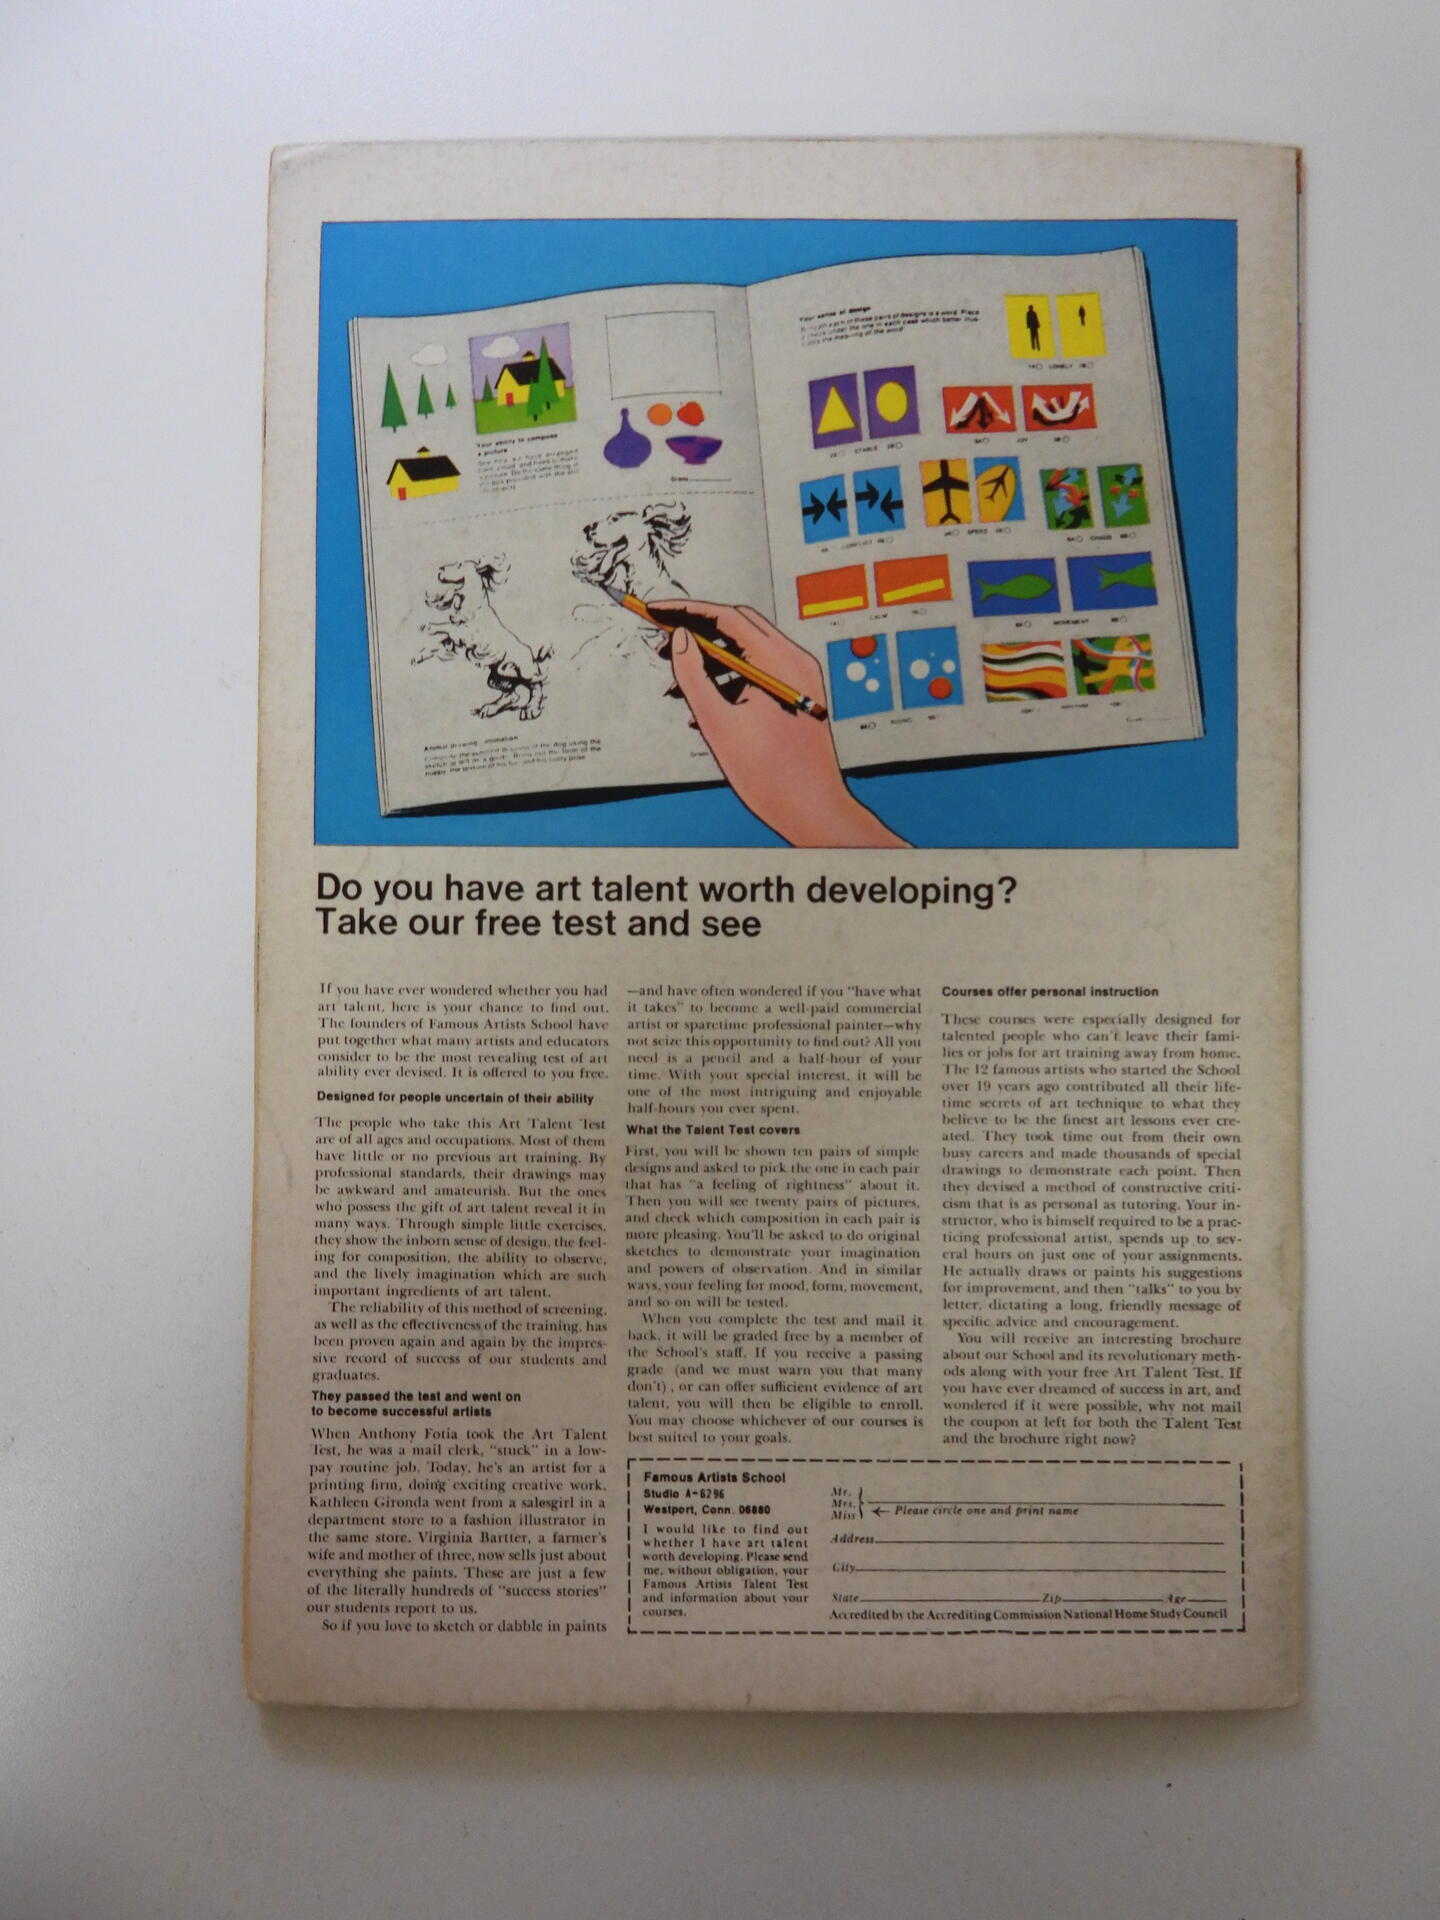 Your sense of design
Your ability to compose
a picture
Grade
LONELY
STABLE
JOY
CONFLICT
SPEED
CHAOS
CALM
MOVEMENT
Animal drawing animation
Do you have art talent worth developing?
Take our free test and see
If you have ever wondered whether you had
art talent, here is your chance to find out.
The founders of Famous Artists School have
put together what many artists and educators
consider to be the most revealing test of art
ability ever devised. It is offered to you free.
Designed for people uncertain of their ability
The people who take this Art Talent Test
are of all ages and occupations. Most of them
have little or no previous art training. By
professional standards, their drawings may
be awkward and amateurish. But the ones
who possess the gift of art talent reveal it in
many ways. Through simple little exercises,
they show the inborn sense of design, the feel-
ing for composition, the ability to observe,
and the lively imagination which are such
important ingredients of art talent.
The reliability of this method of screening,
as well as the effectiveness of the training, has
been proven again and again by the impres-
sive record of success of our students and
graduates.
They passed the test and went on
to become successful artists
When Anthony Fotia took the Art Talent
Test, he was a mail clerk, "stuck" in a low-
pay routine job. Today, he's an artist for a
printing firm, doing exciting creative work.
Kathleen Gironda went from a salesgirl in a
department store to a fashion illustrator in
the same store. Virginia Bartter, a farmer's
wife and mother of three, now sells just about
everything she paints. These are just a few
of the literally hundreds of "success stories"
our students report to us.
So if you love to sketch or dabble in paints
—and have often wondered if you "have what
it takes" to become a well-paid commercial
artist or sparetime professional painter—why
not seize this opportunity to find out? All you
need is a pencil and a half-hour of your
time. With your special interest, it will be
one of the most intriguing and enjoyable
half-hours you ever spent.
What the Talent Test covers
First, you will be shown ten pairs of simple
designs and asked to pick the one in each pair
that has "a feeling of rightness" about it.
Then you will see twenty pairs of pictures,
and check which composition in each pair is
more pleasing. You'll be asked to do original
sketches to demonstrate your imagination
and powers of observation. And in similar
ways, your feeling for mood, form, movement,
and so on will be tested.
When you complete the test and mail it
back, it will be graded free by a member of
the School's staff. If you receive a passing
grade (and we must warn you that many
don't), or can offer sufficient evidence of art
talent, you will then be eligible to enroll.
You may choose whichever of our courses is
best suited to your goals.
Courses offer personal instruction
These courses were especially designed for
talented people who can't leave their fami-
lies or jobs for art training away from home.
The 12 famous artists who started the School
over 19 years ago contributed all their life-
time secrets of art technique to what they
believe to be the finest art lessons ever cre-
ated. They took time out from their own
busy careers and made thousands of special
drawings to demonstrate each point. Then
they devised a method of constructive criti-
cism that is as personal as tutoring. Your in-
structor, who is himself required to be a prac-
ticing professional artist, spends up to sev-
eral hours on just one of your assignments.
He actually draws or paints his suggestions
for improvement, and then "talks" to you by
letter, dictating a long, friendly message of
specific advice and encouragement.
You will receive an interesting brochure
about our School and its revolutionary meth-
ods along with your free Art Talent Test. If
you have ever dreamed of success in art, and
wondered if it were possible, why not mail
the coupon at left for both the Talent Test
and the brochure right now?
Famous Artists School
Studio A-6296
Westport, Conn. 06880
I would like to find out
whether I have art talent
worth developing. Please send
me, without obligation, your
Famous Artists Talent Test
and information about your
courses.
Mr.
Mrs.
Miss
Please circle one and print name
Address
City
State Zip Age
Accredited by the Accrediting Commission National Home Study Council